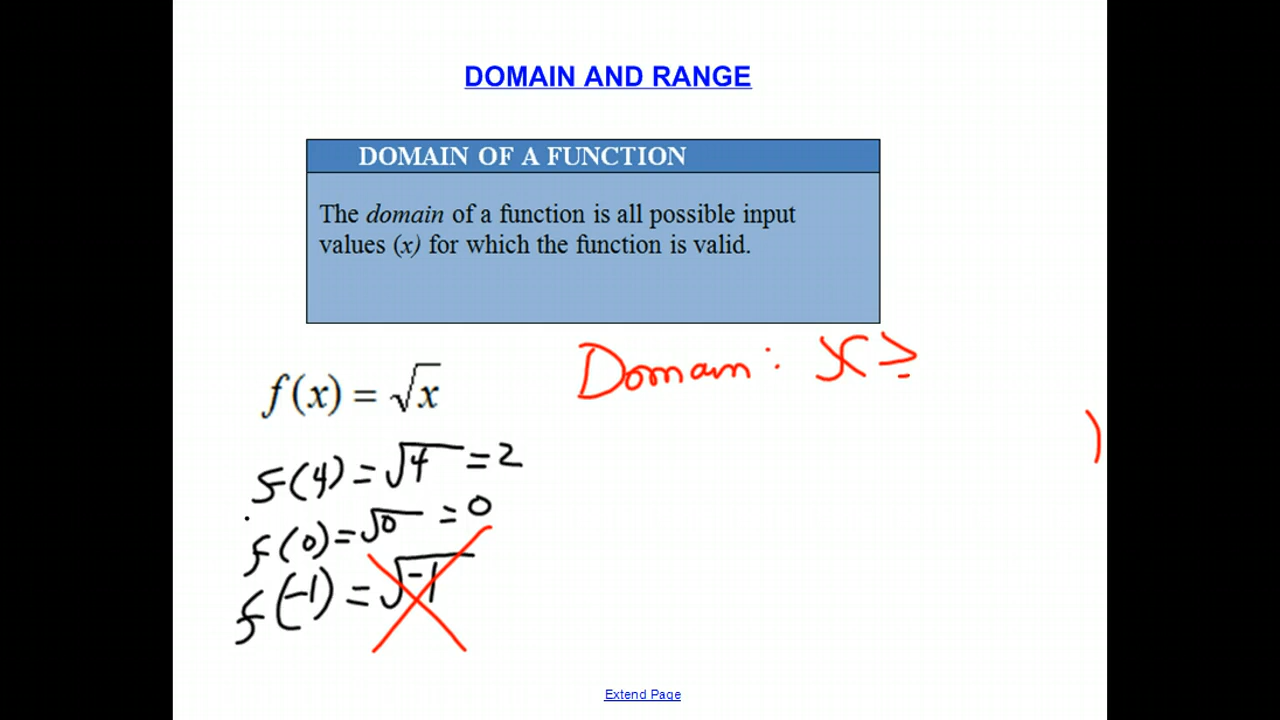 DOMAIN AND RANGE
DOMAIN OF A FUNCTION
The domain of a function is all possible input
values (x) for which the function is valid.
Domain: x ≥
f(x) = √x
f(4) = √4 = 2
f(0) = √0 = 0
f(-1) = √-1
)
Extend Page